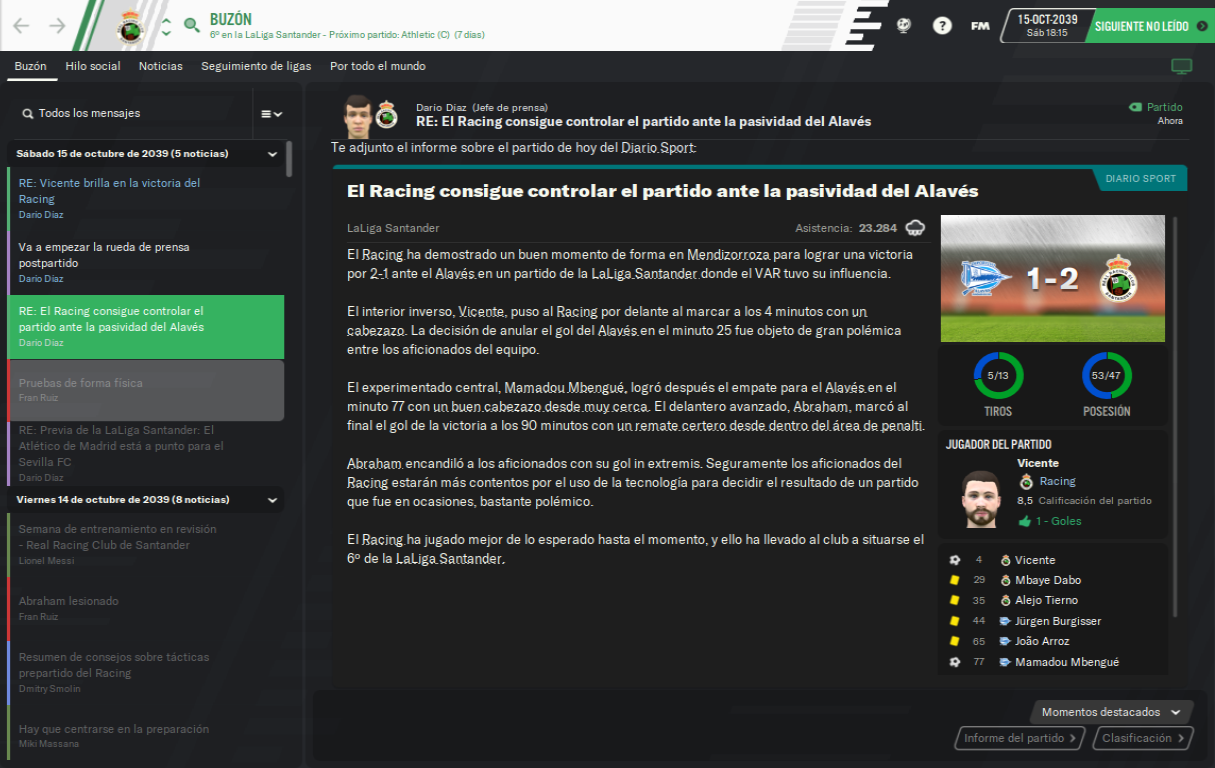 BUZÓN
6º en la LaLiga Santander - Próximo partido: Athletic (C) (7 días)
?
FM
15-OCT-2039
Sáb 18:15
SIGUIENTE NO LEÍDO
Buzón
Hilo social
Noticias
Seguimiento de ligas
Por todo el mundo
Todos los mensajes
Sábado 15 de octubre de 2039 (5 noticias)
RE: Vicente brilla en la victoria del
Racing
Darío Díaz
Va a empezar la rueda de prensa
postpartido
Darío Díaz
RE: El Racing consigue controlar el
partido ante la pasividad del Alavés
Darío Díaz
Pruebas de forma física
Fran Ruiz
RE: Previa de la LaLiga Santander: El
Atlético de Madrid está a punto para el
Sevilla FC
Darío Díaz
Viernes 14 de octubre de 2039 (8 noticias)
Semana de entrenamiento en revisión
- Real Racing Club de Santander
Lionel Messi
Abraham lesionado
Fran Ruiz
Resumen de consejos sobre tácticas
prepartido del Racing
Dmitry Smolin
Hay que centrarse en la preparación
Miki Massana
Darío Díaz (Jefe de prensa)
RE: El Racing consigue controlar el partido ante la pasividad del Alavés
Partido
Ahora
Te adjunto el informe sobre el partido de hoy del Diario Sport:
DIARIO SPORT
El Racing consigue controlar el partido ante la pasividad del Alavés
LaLiga Santander
Asistencia: 23.284
El Racing ha demostrado un buen momento de forma en Mendizorroza para lograr una victoria
por 2-1 ante el Alavés en un partido de la LaLiga Santander donde el VAR tuvo su influencia.
El interior inverso, Vicente, puso al Racing por delante al marcar a los 4 minutos con un
cabezazo. La decisión de anular el gol del Alavés en el minuto 25 fue objeto de gran polémica
entre los aficionados del equipo.
El experimentado central, Mamadou Mbengué, logró después el empate para el Alavés en el
minuto 77 con un buen cabezazo desde muy cerca. El delantero avanzado, Abraham, marcó al
final el gol de la victoria a los 90 minutos con un remate certero desde dentro del área de penalti.
Abraham encandiló a los aficionados con su gol in extremis. Seguramente los aficionados del
Racing estarán más contentos por el uso de la tecnología para decidir el resultado de un partido
que fue en ocasiones, bastante polémico.
El Racing ha jugado mejor de lo esperado hasta el momento, y ello ha llevado al club a situarse el
6º de la LaLiga Santander.
1-2
5/13
TIROS
53/47
POSESIÓN
JUGADOR DEL PARTIDO
Vicente
Racing
8,5 Calificación del partido
1 - Goles
4 Vicente
29 Mbaye Dabo
35 Alejo Tierno
44 Jürgen Burgisser
65 João Arroz
77 Mamadou Mbengué
Momentos destacados
Informe del partido
Clasificación